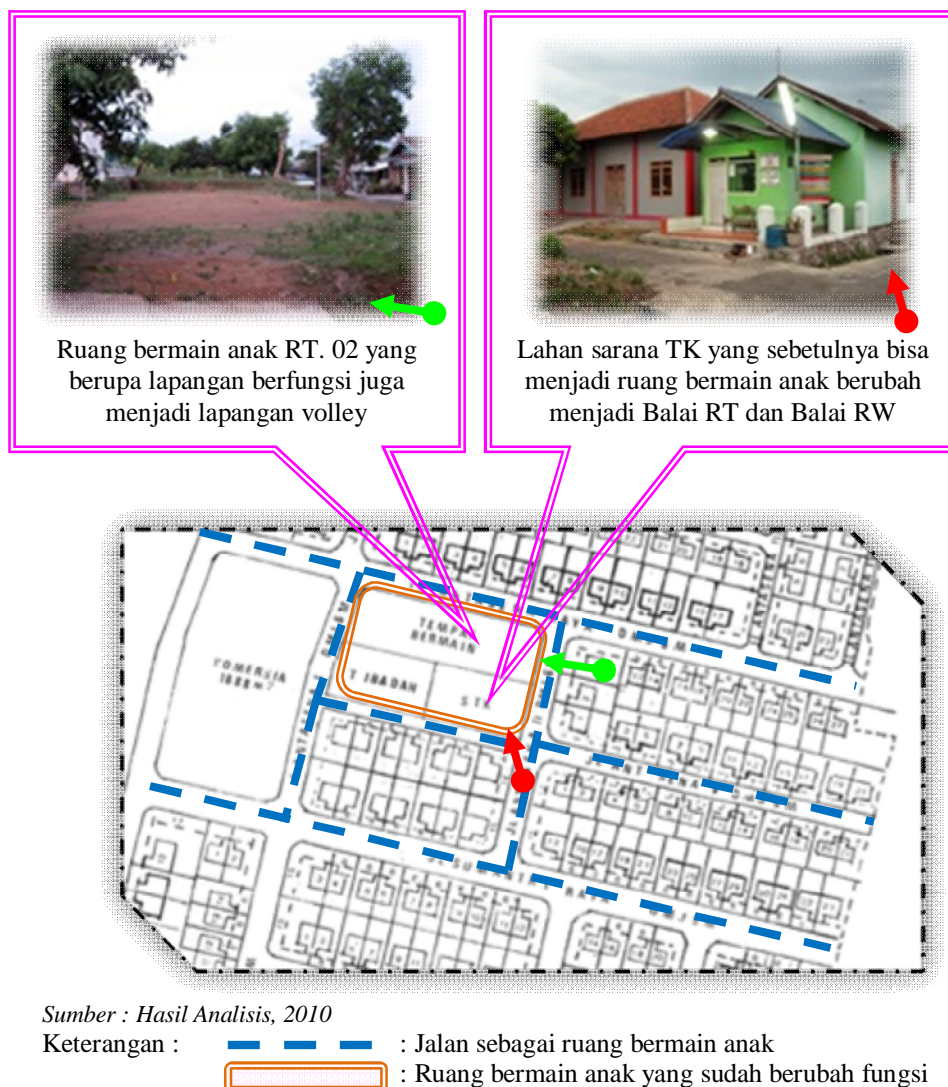 Ruang bermain anak RT. 02 yang
berupa lapangan berfungsi juga
menjadi lapangan volley
Lahan sarana TK yang sebetulnya bisa
menjadi ruang bermain anak berubah
menjadi Balai RT dan Balai RW
BERMAIN
IBADAH
Sumber : Hasil Analisis, 2010
Keterangan :
: Jalan sebagai ruang bermain anak
: Ruang bermain anak yang sudah berubah fungsi